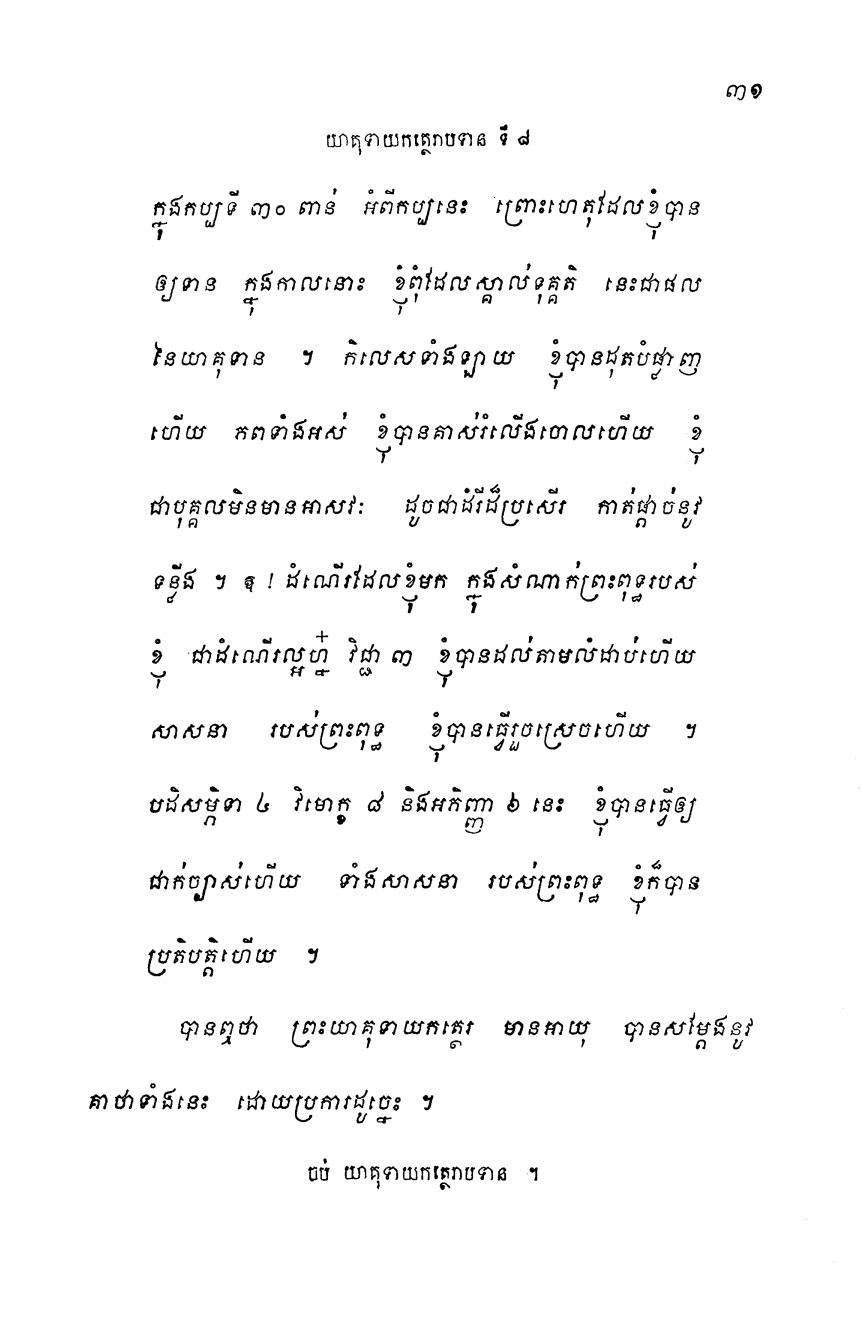 ៣១
យាគុទាយកត្ថេរាបទាន ទី ៨
ក្នុងកប្បទី ៣០ ពាន់ អំពីកប្បនេះ ព្រោះហេតុដែលខ្ញុំបាន
ឲ្យទាន ក្នុងកាលនោះ ខ្ញុំពុំដែលស្គាល់ទុគ្គតិ នេះជាផល
នៃយាគុទាន ។ កិលេសទាំងឡាយ ខ្ញុំបានដុតបំផ្លាញ
ហើយ ភពទាំងអស់ ខ្ញុំបានគាស់រំលើងចោលហើយ ខ្ញុំ
ជាបុគ្គលមិនមានអាសវៈ ដូចជាដំរីដ៏ប្រសើរ កាត់ផ្តាច់នូវ
ទន្លីង ។ ឱ ! ដំណើរដែលខ្ញុំមក ក្នុងសំណាក់ព្រះពុទ្ធរបស់
ខ្ញុំ ជាដំណើរល្អហ្ន៎ វិជ្ជា ៣ ខ្ញុំបានដល់តាមលំដាប់ហើយ
សាសនា របស់ព្រះពុទ្ធ ខ្ញុំបានធ្វើរួចស្រេចហើយ ។
បដិសម្ភិទា ៤ វិមោក្ខ ៨ និងអភិញ្ញា ៦ នេះ ខ្ញុំបានធ្វើឲ្យ
ជាក់ច្បាស់ហើយ ទាំងសាសនា របស់ព្រះពុទ្ធ ខ្ញុំក៏បាន
ប្រតិបត្តិហើយ ។
បានឮថា ព្រះយាគុទាយកត្ថេរ មានអាយុ បានសម្តែងនូវ
គាថាទាំងនេះ ដោយប្រការដូច្នេះ ។
ចប់ យាគុទាយកត្ថេរាបទាន ។